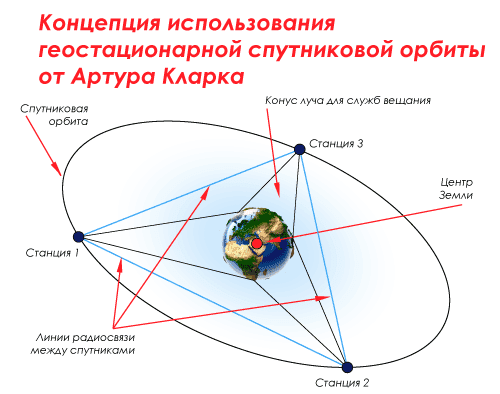 Концепция использования
геостационарной спутниковой орбиты
от Артура Кларка
Спутниковая
орбита
Конус луча для служб вещания
Станция 3
Центр
Земли
Станция 1
Линии радиосвязи
между спутниками
Станция 2